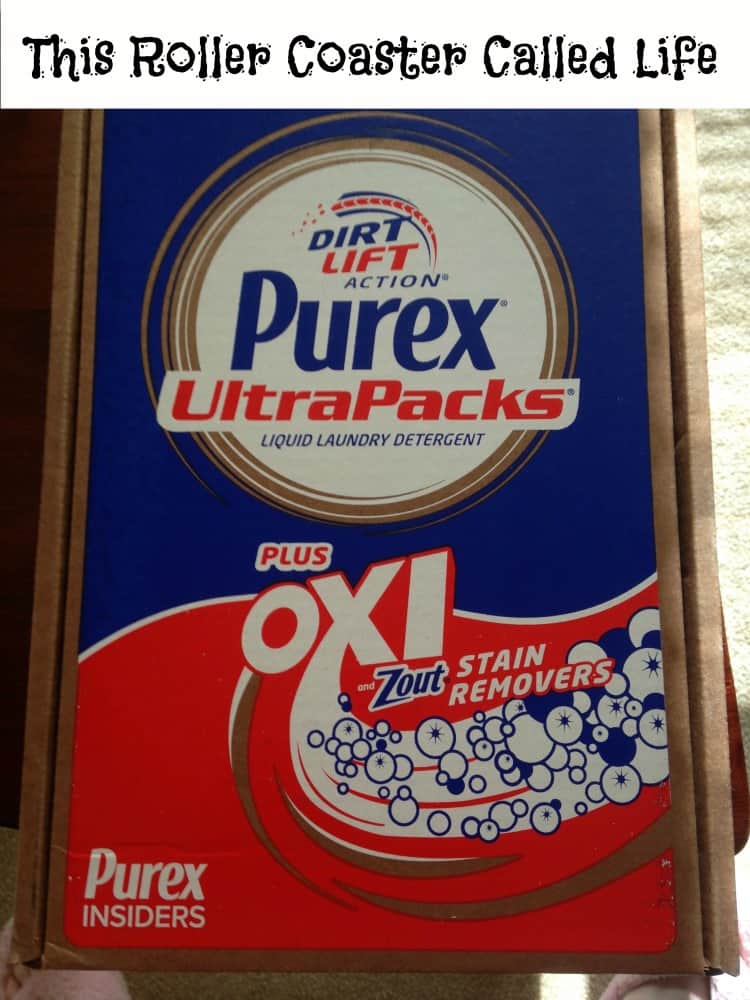 This Roller Coaster Called Life
DIRT
LIFT
ACTION®
Purex®
UltraPacks®
LIQUID LAUNDRY DETERGENT
PLUS
OXI
and Zout STAIN
REMOVERS
Purex
INSIDERS